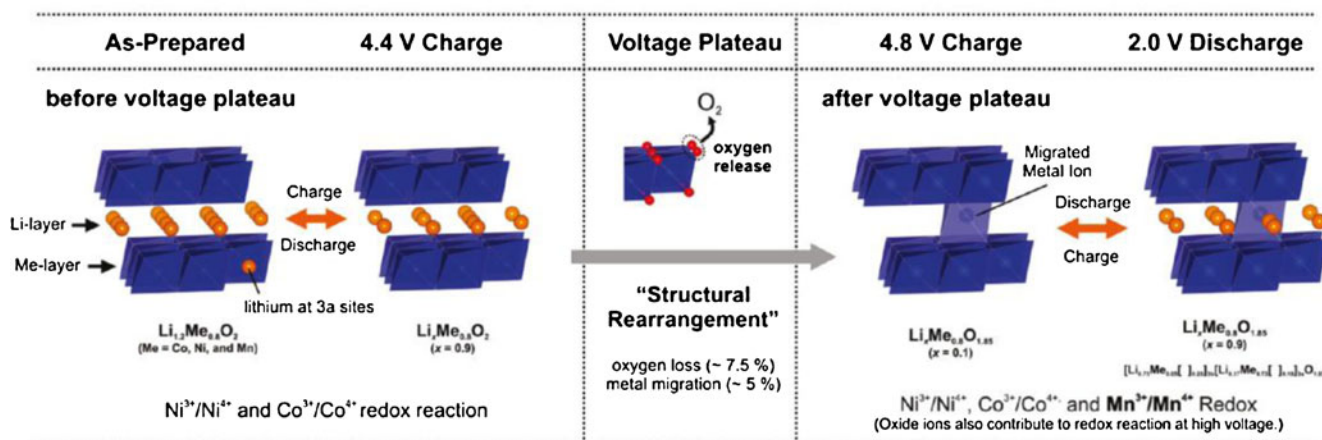 As-Prepared 4.4 V Charge Voltage Plateau 4.8 V Charge 2.0 V Discharge
before voltage plateau
Li-layer
Me-layer
Charge
Discharge
lithium at 3a sites
Li₁.₂Me₀.₈O₂
(Me = Co, Ni, and Mn)
LiₓMe₀.₈O₂
(x = 0.9)
Ni³⁺/Ni⁴⁺ and Co³⁺/Co⁴⁺ redox reaction
O₂
oxygen
release
“Structural
Rearrangement”
oxygen loss (~ 7.5 %)
metal migration (~ 5 %)
after voltage plateau
Migrated
Metal Ion
Discharge
Charge
LiₓMe₀.₈O₁.₈₅
(x = 0.1)
LiₓMe₀.₈O₁.₈₅
(x = 0.9)
Ni³⁺/Ni⁴⁺, Co³⁺/Co⁴⁺ and Mn³⁺/Mn⁴⁺ Redox
(Oxide ions also contribute to redox reaction at high voltage.)